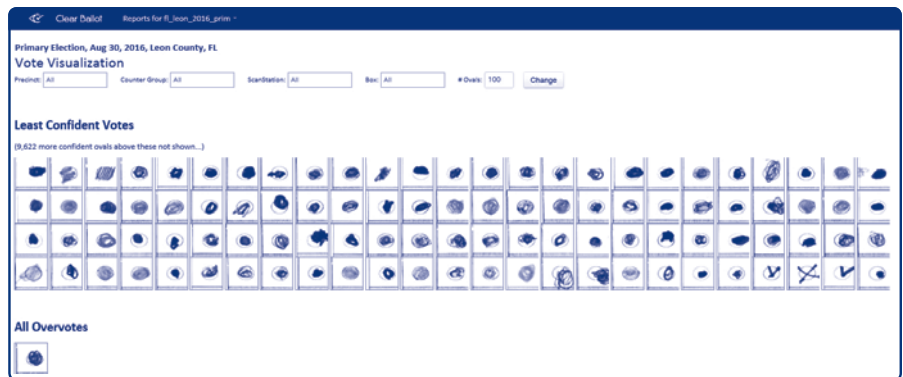 Clear Ballot Reports for fl_leon_2016_prim
Primary Election, Aug 30, 2016, Leon County, FL
Vote Visualization
Precinct: All Counter Group: All ScanStation: All Box: All # Ovals: 100 Change
Least Confident Votes
(9,622 more confident ovals above these not shown...)
All Overvotes